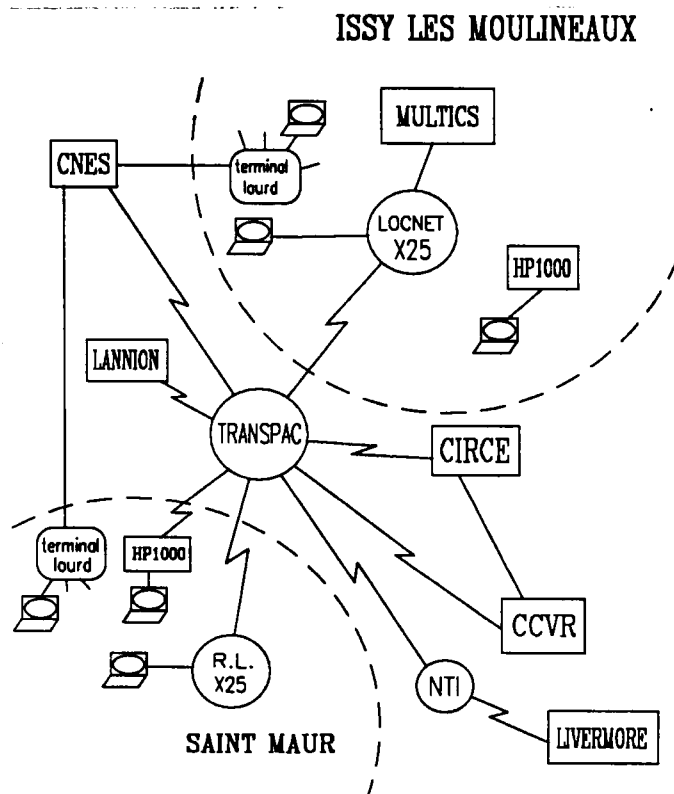 ISSY LES MOULINEAUX
MULTICS
CNES
terminal
lourd
LOCNET
X25
HP1000
LANNION
TRANSPAC
CIRCE
terminal
lourd
HP1000
CCVR
R.L.
X25
NTI
SAINT MAUR
LIVERMORE